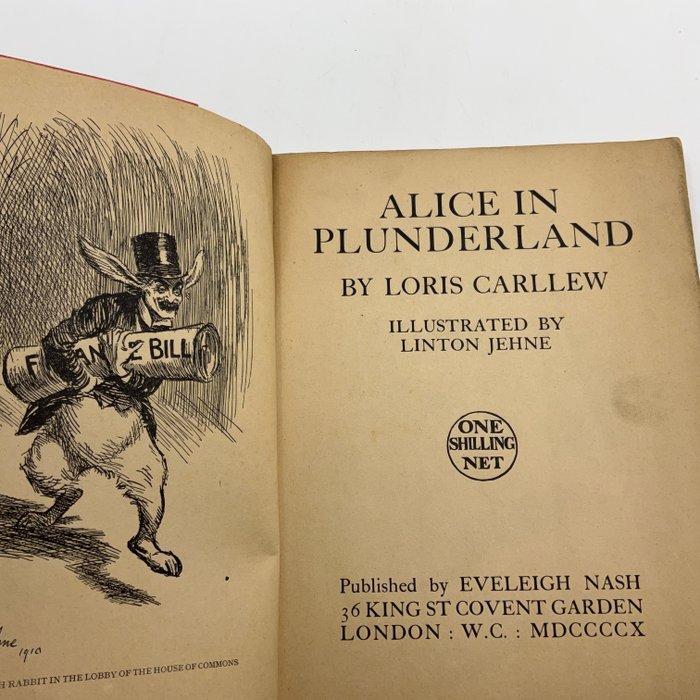 BILL
1910
RABBIT IN THE LOBBY OF THE HOUSE OF COMMONS
ALICE IN
PLUNDERLAND
BY LORIS CARLLEW
ILLUSTRATED BY
LINTON JEHNE
ONE
SHILLING
NET
Published by EVELEIGH NASH
36 KING ST COVENT GARDEN
LONDON : W.C. : MDCCCCX